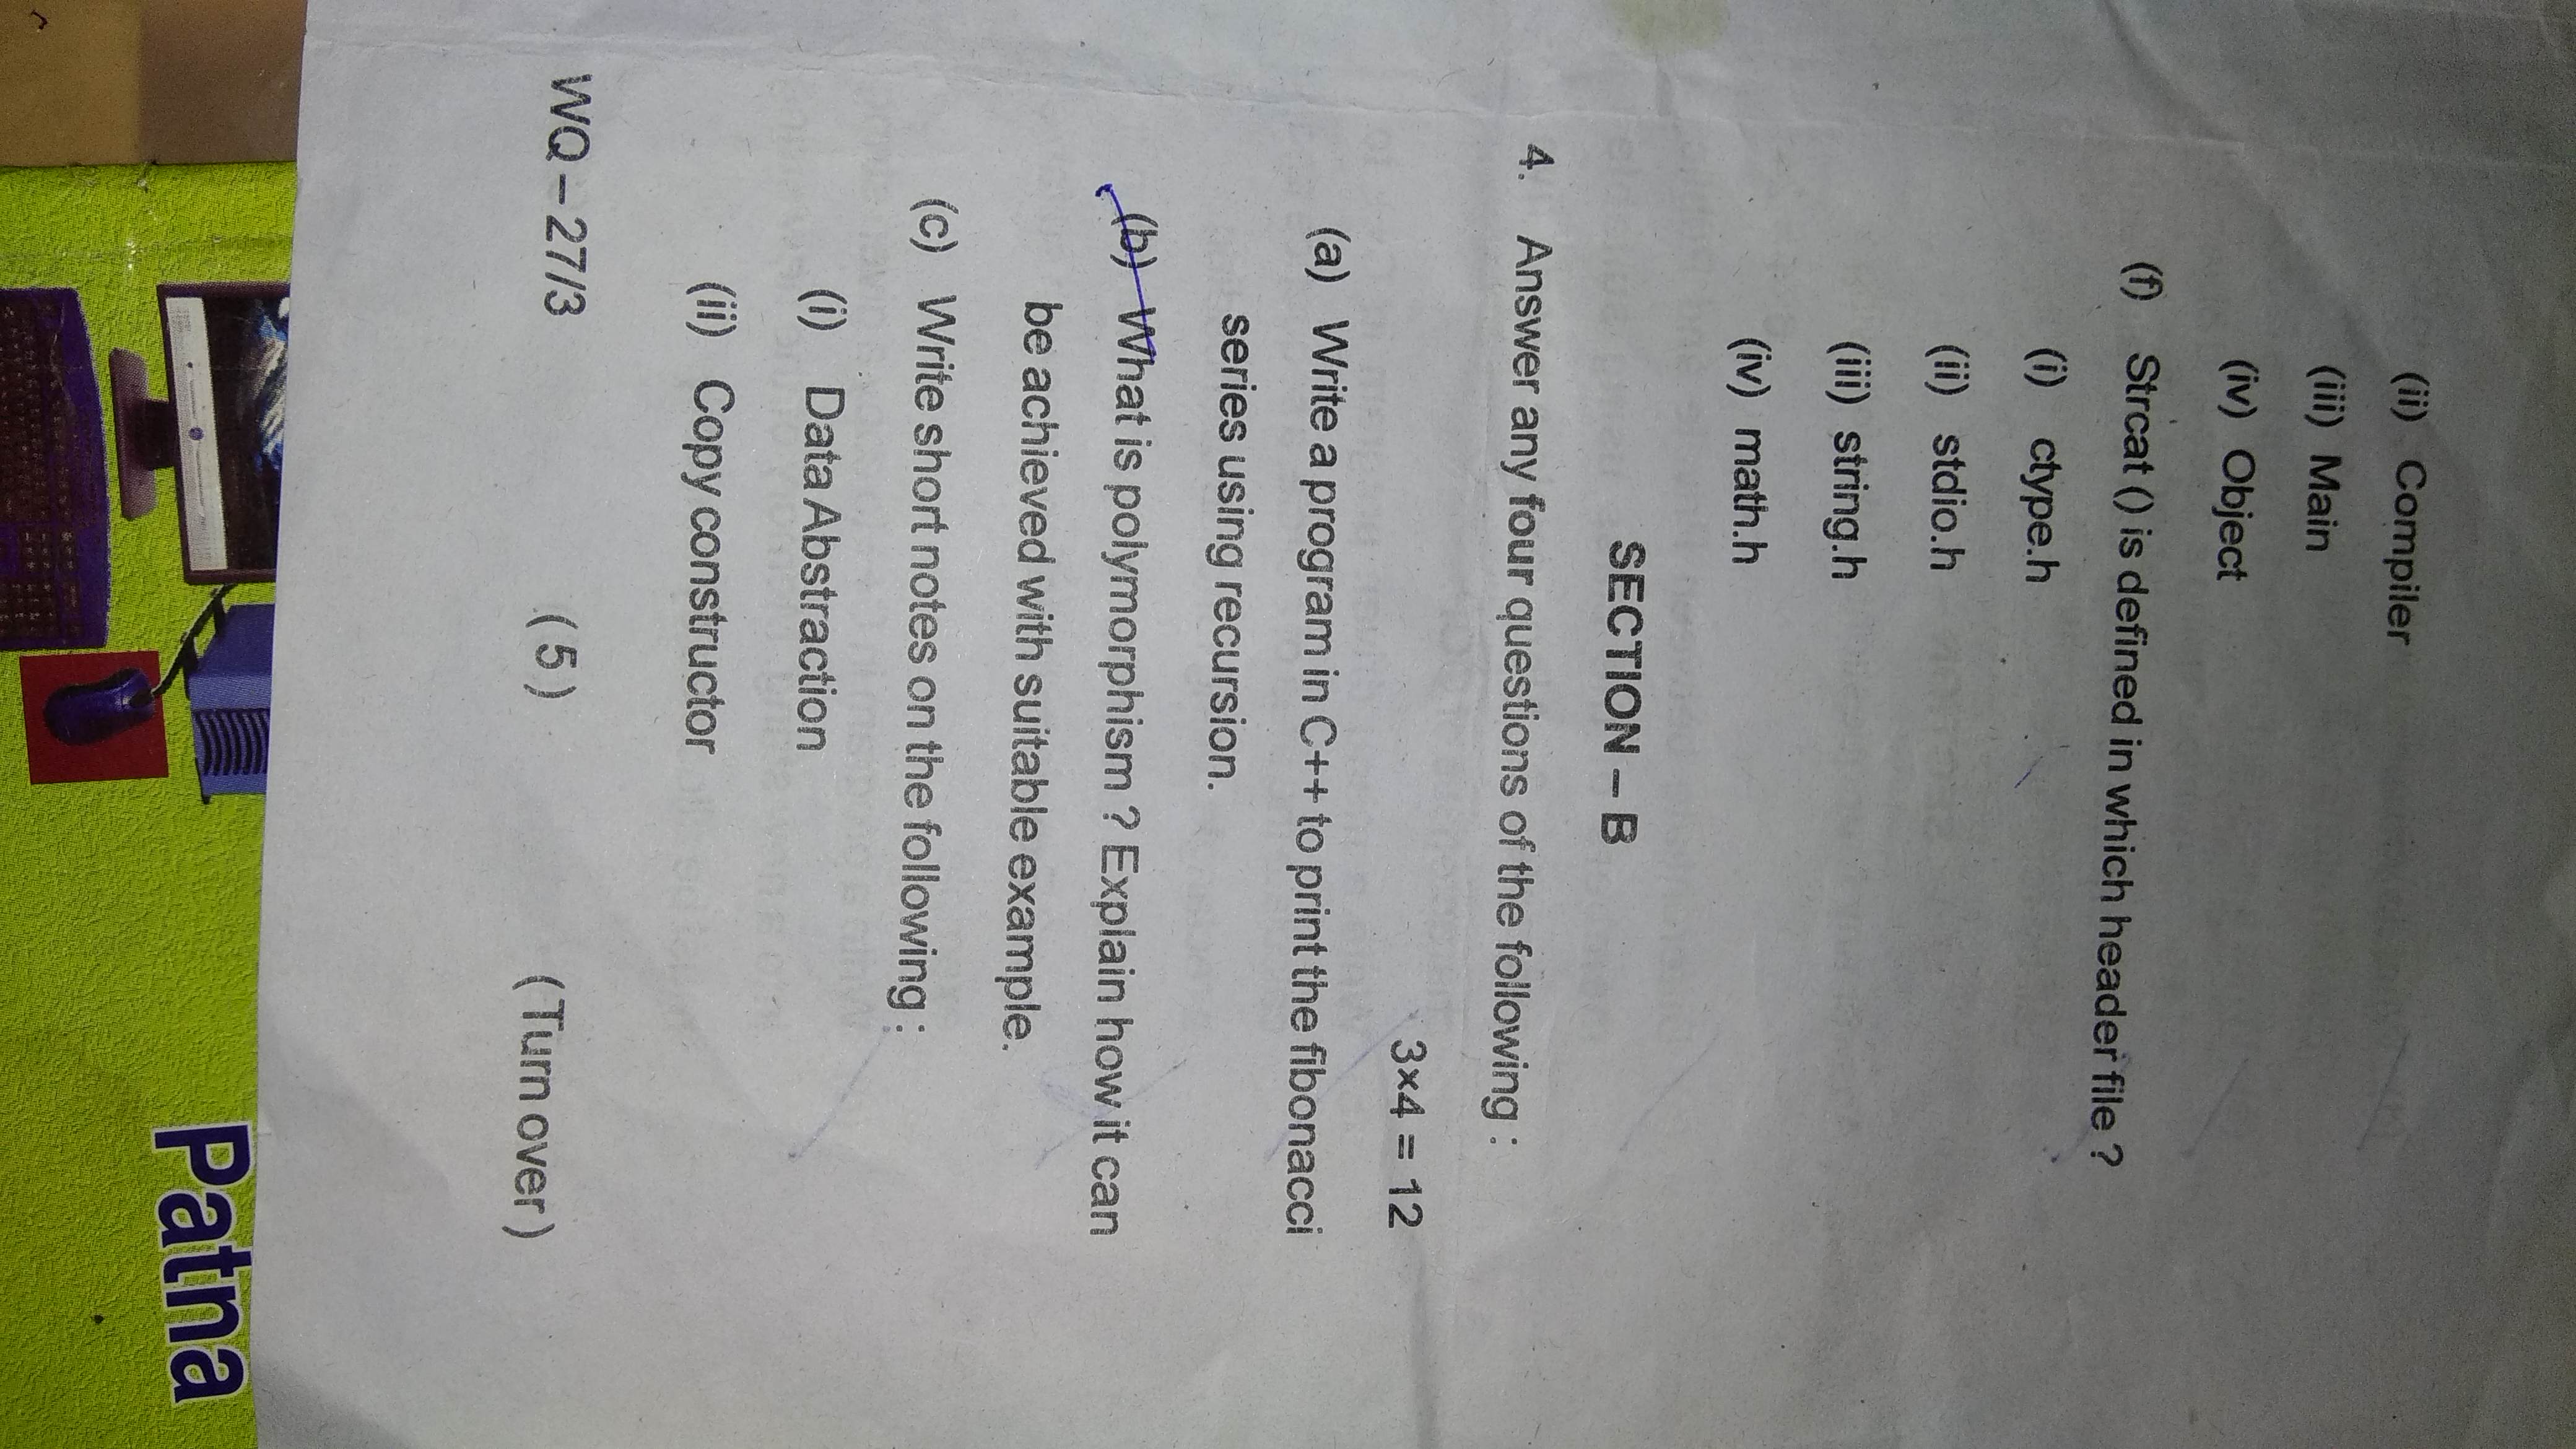 (ii) Compiler
(iii) Main
(iv) Object
(f) Strcat () is defined in which header file ?
(i) ctype.h
(ii) stdio.h
(iii) string.h
(iv) math.h
SECTION – B
4. Answer any four questions of the following :
3×4 = 12
(a) Write a program in C++ to print the fibonacci
series using recursion.
(b) What is polymorphism ? Explain how it can
be achieved with suitable example.
(c) Write short notes on the following :
(i) Data Abstraction
(ii) Copy constructor
WQ – 27/3 (5) (Turn over)
Patna